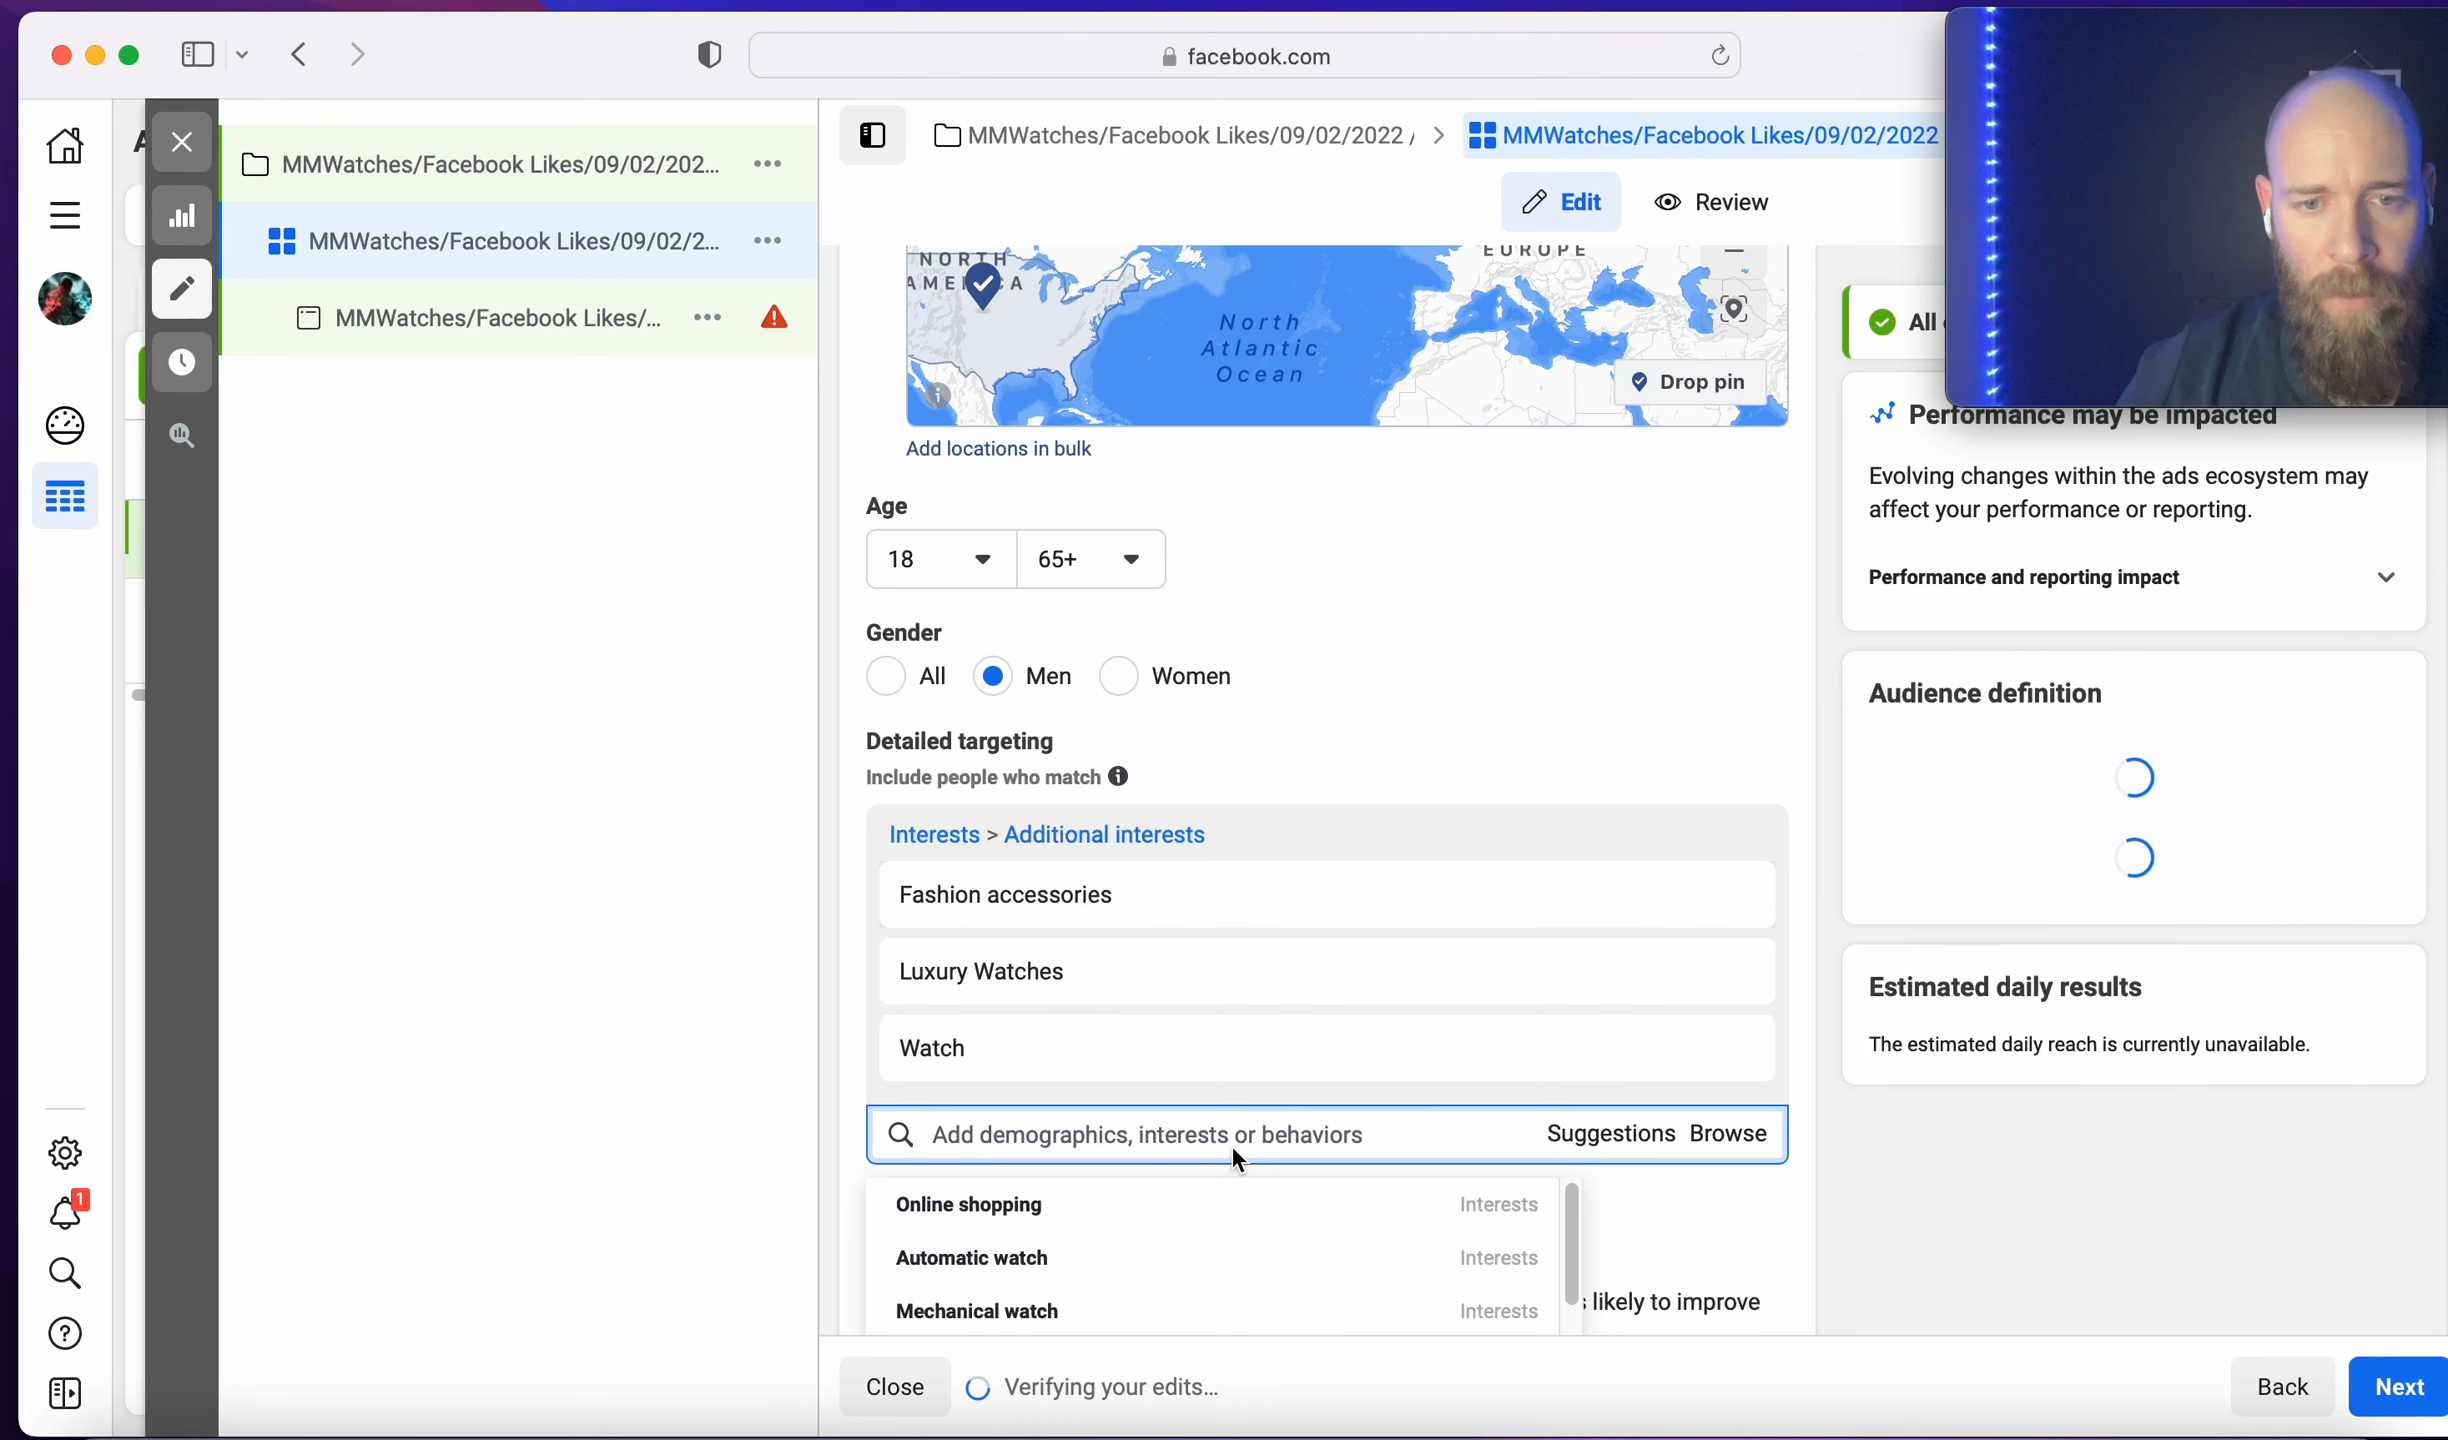 facebook.com
MMWatches/Facebook Likes/09/02/202...
MMWatches/Facebook Likes/09/02/2...
MMWatches/Facebook Likes/...
MMWatches/Facebook Likes/09/02/2022 / > MMWatches/Facebook Likes/09/02/2022
Edit Review
NORTH
AMERICA
EUROPE
North
Atlantic
Ocean
Drop pin
Add locations in bulk
Age
18 65+
Gender
All Men Women
Detailed targeting
Include people who match
Interests > Additional interests
Fashion accessories
Luxury Watches
Watch
Add demographics, interests or behaviors Suggestions Browse
Online shopping Interests
Automatic watch Interests
Mechanical watch Interests
likely to improve
Close Verifying your edits... Back Next
All
Performance may be impacted
Evolving changes within the ads ecosystem may
affect your performance or reporting.
Performance and reporting impact
Audience definition
Estimated daily results
The estimated daily reach is currently unavailable.
1